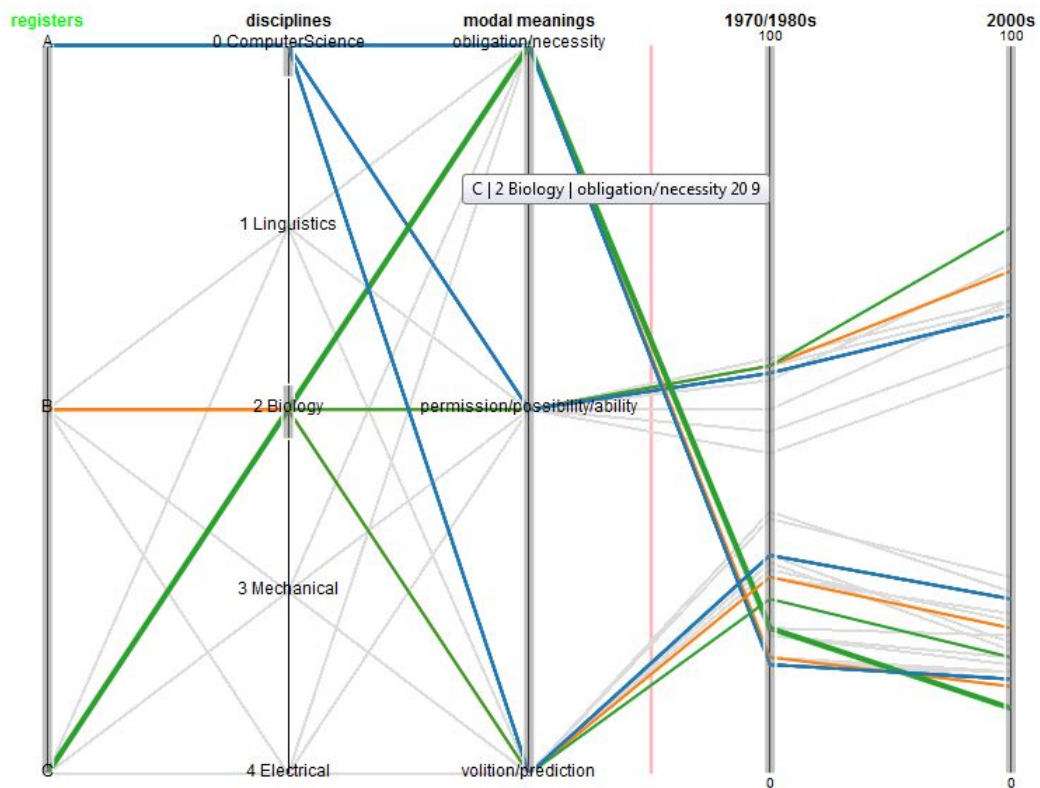 registers disciplines modal meanings 1970/1980s 2000s
A 0 ComputerScience obligation/necessity 100 100
C | 2 Biology | obligation/necessity 20 9
1 Linguistics
B 2 Biology permission/possibility/ability
3 Mechanical
C 4 Electrical volition/prediction
0 0